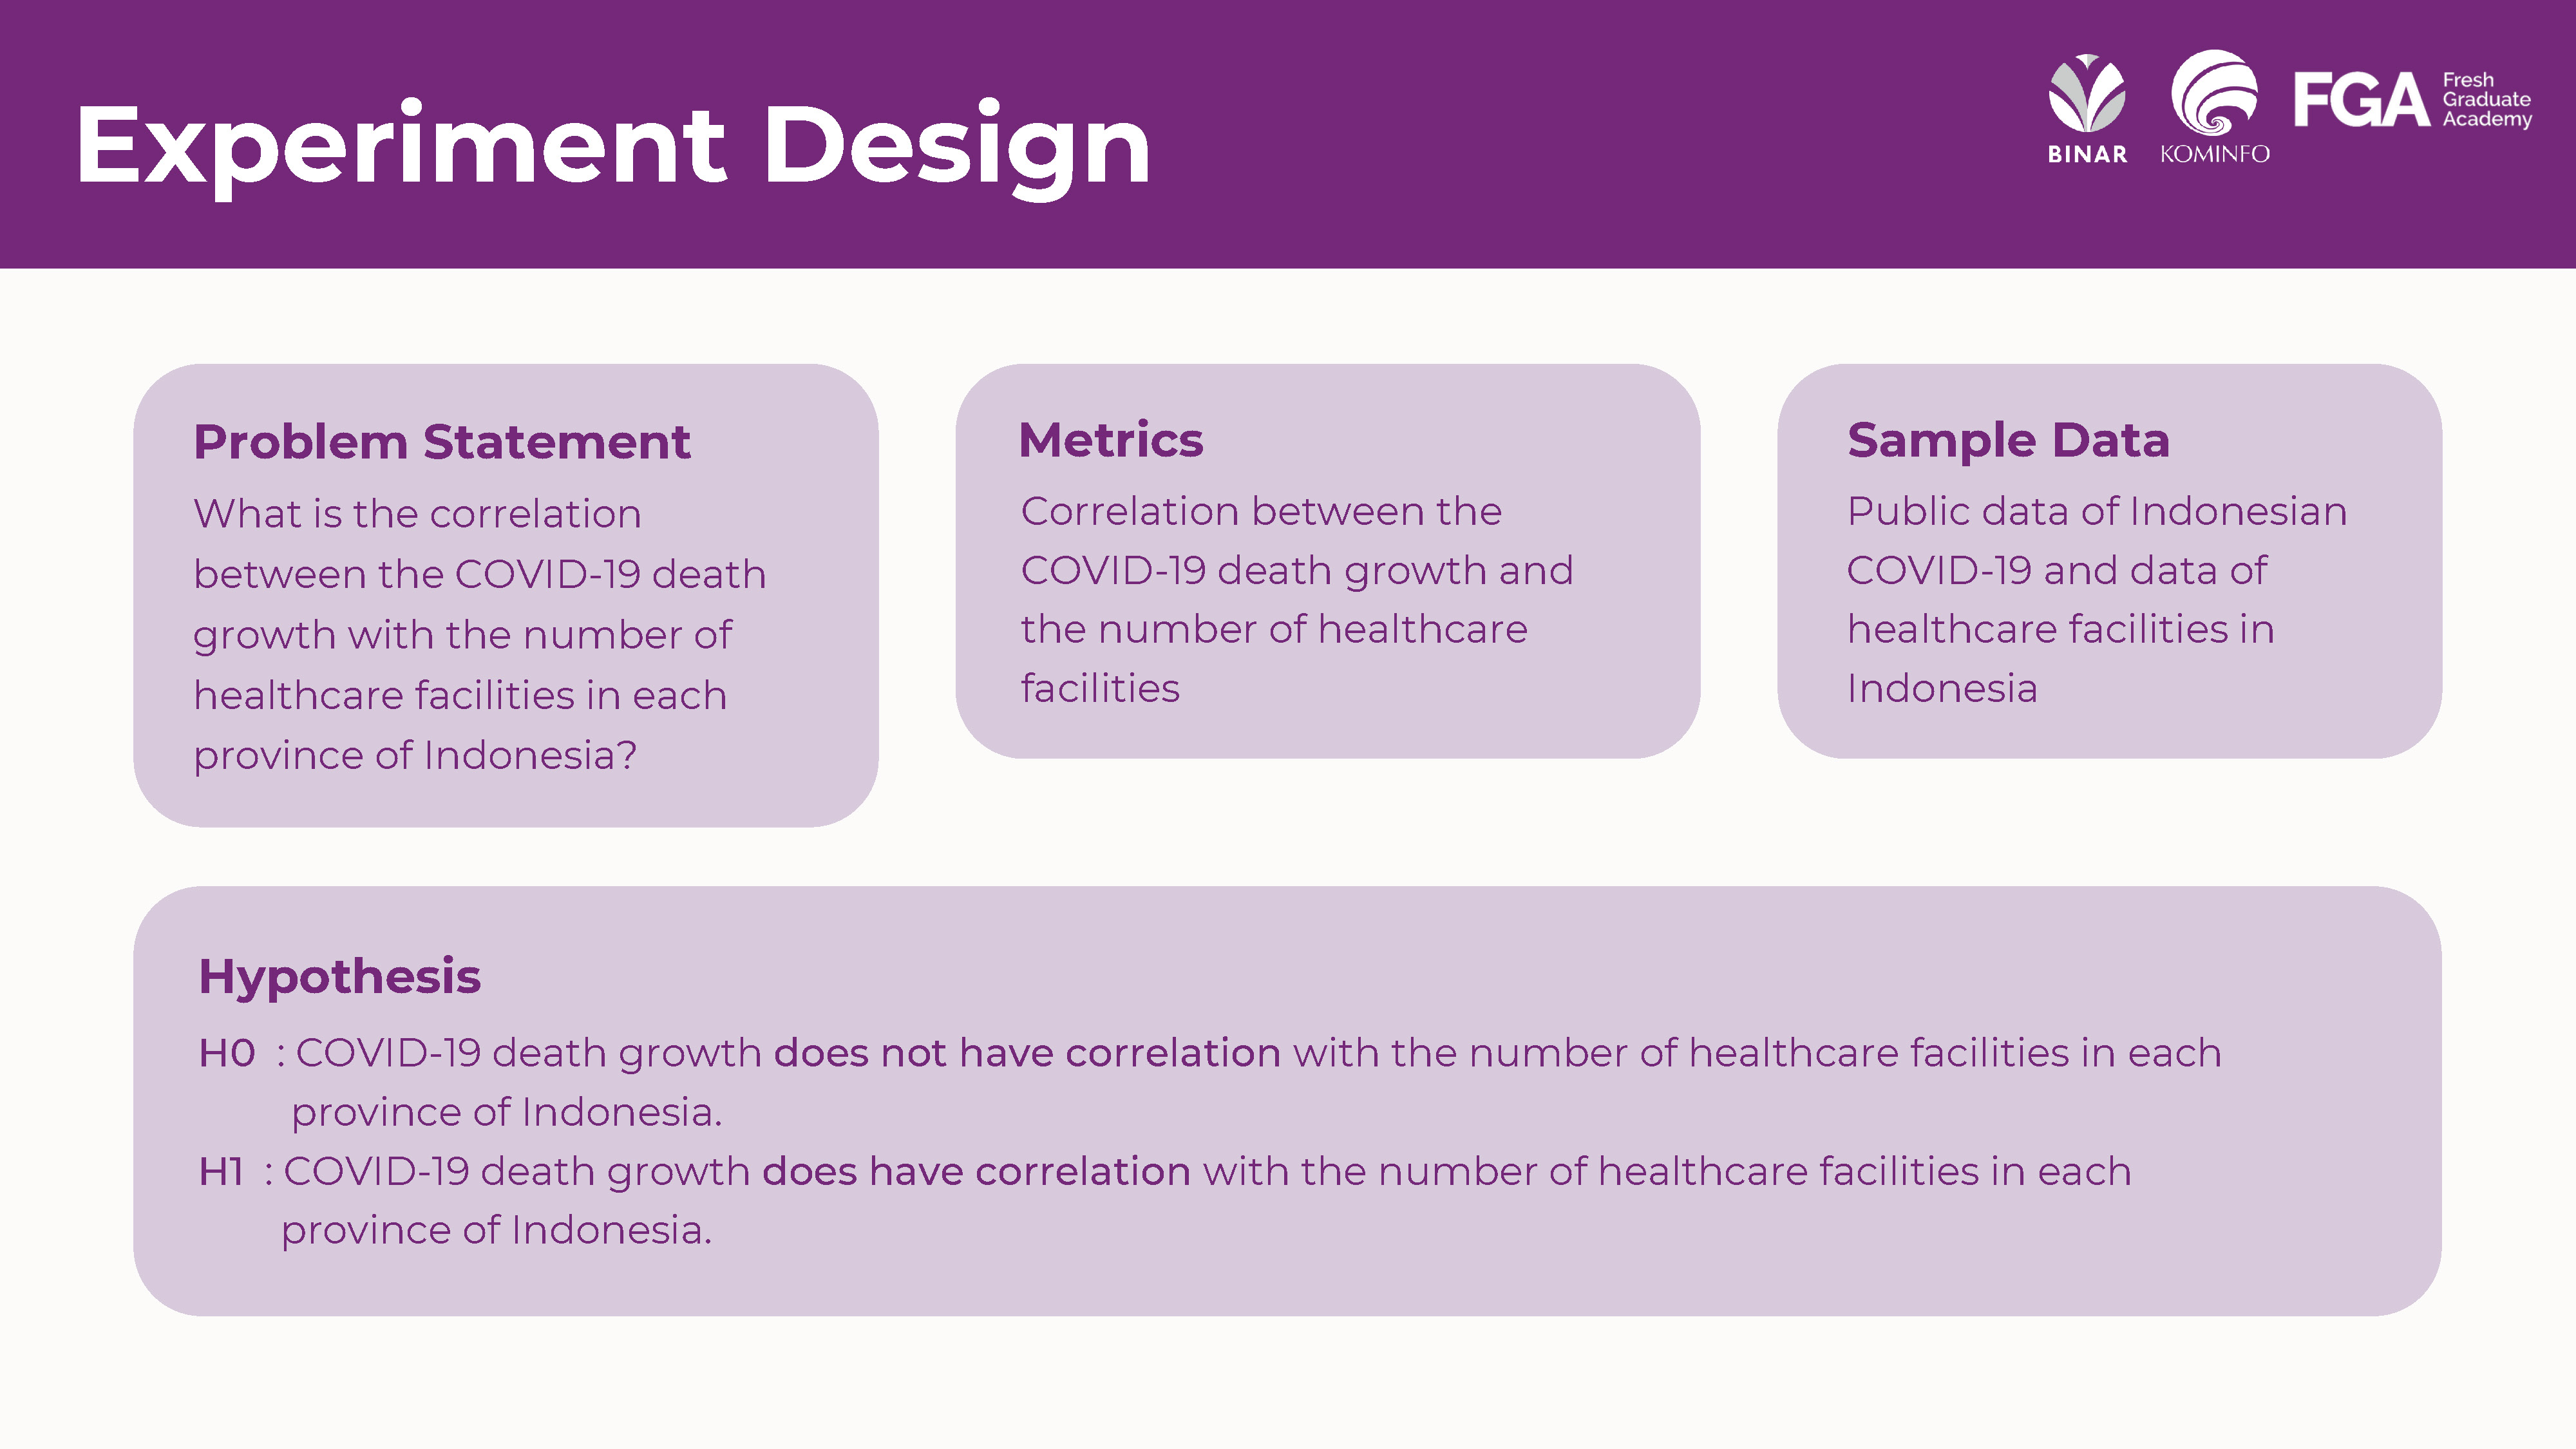 Experiment Design
BINAR
KOMINFO
FGA
Fresh
Graduate
Academy
Problem Statement
What is the correlation
between the COVID-19 death
growth with the number of
healthcare facilities in each
province of Indonesia?
Metrics
Correlation between the
COVID-19 death growth and
the number of healthcare
facilities
Sample Data
Public data of Indonesian
COVID-19 and data of
healthcare facilities in
Indonesia
Hypothesis
H0 : COVID-19 death growth does not have correlation with the number of healthcare facilities in each
province of Indonesia.
H1 : COVID-19 death growth does have correlation with the number of healthcare facilities in each
province of Indonesia.